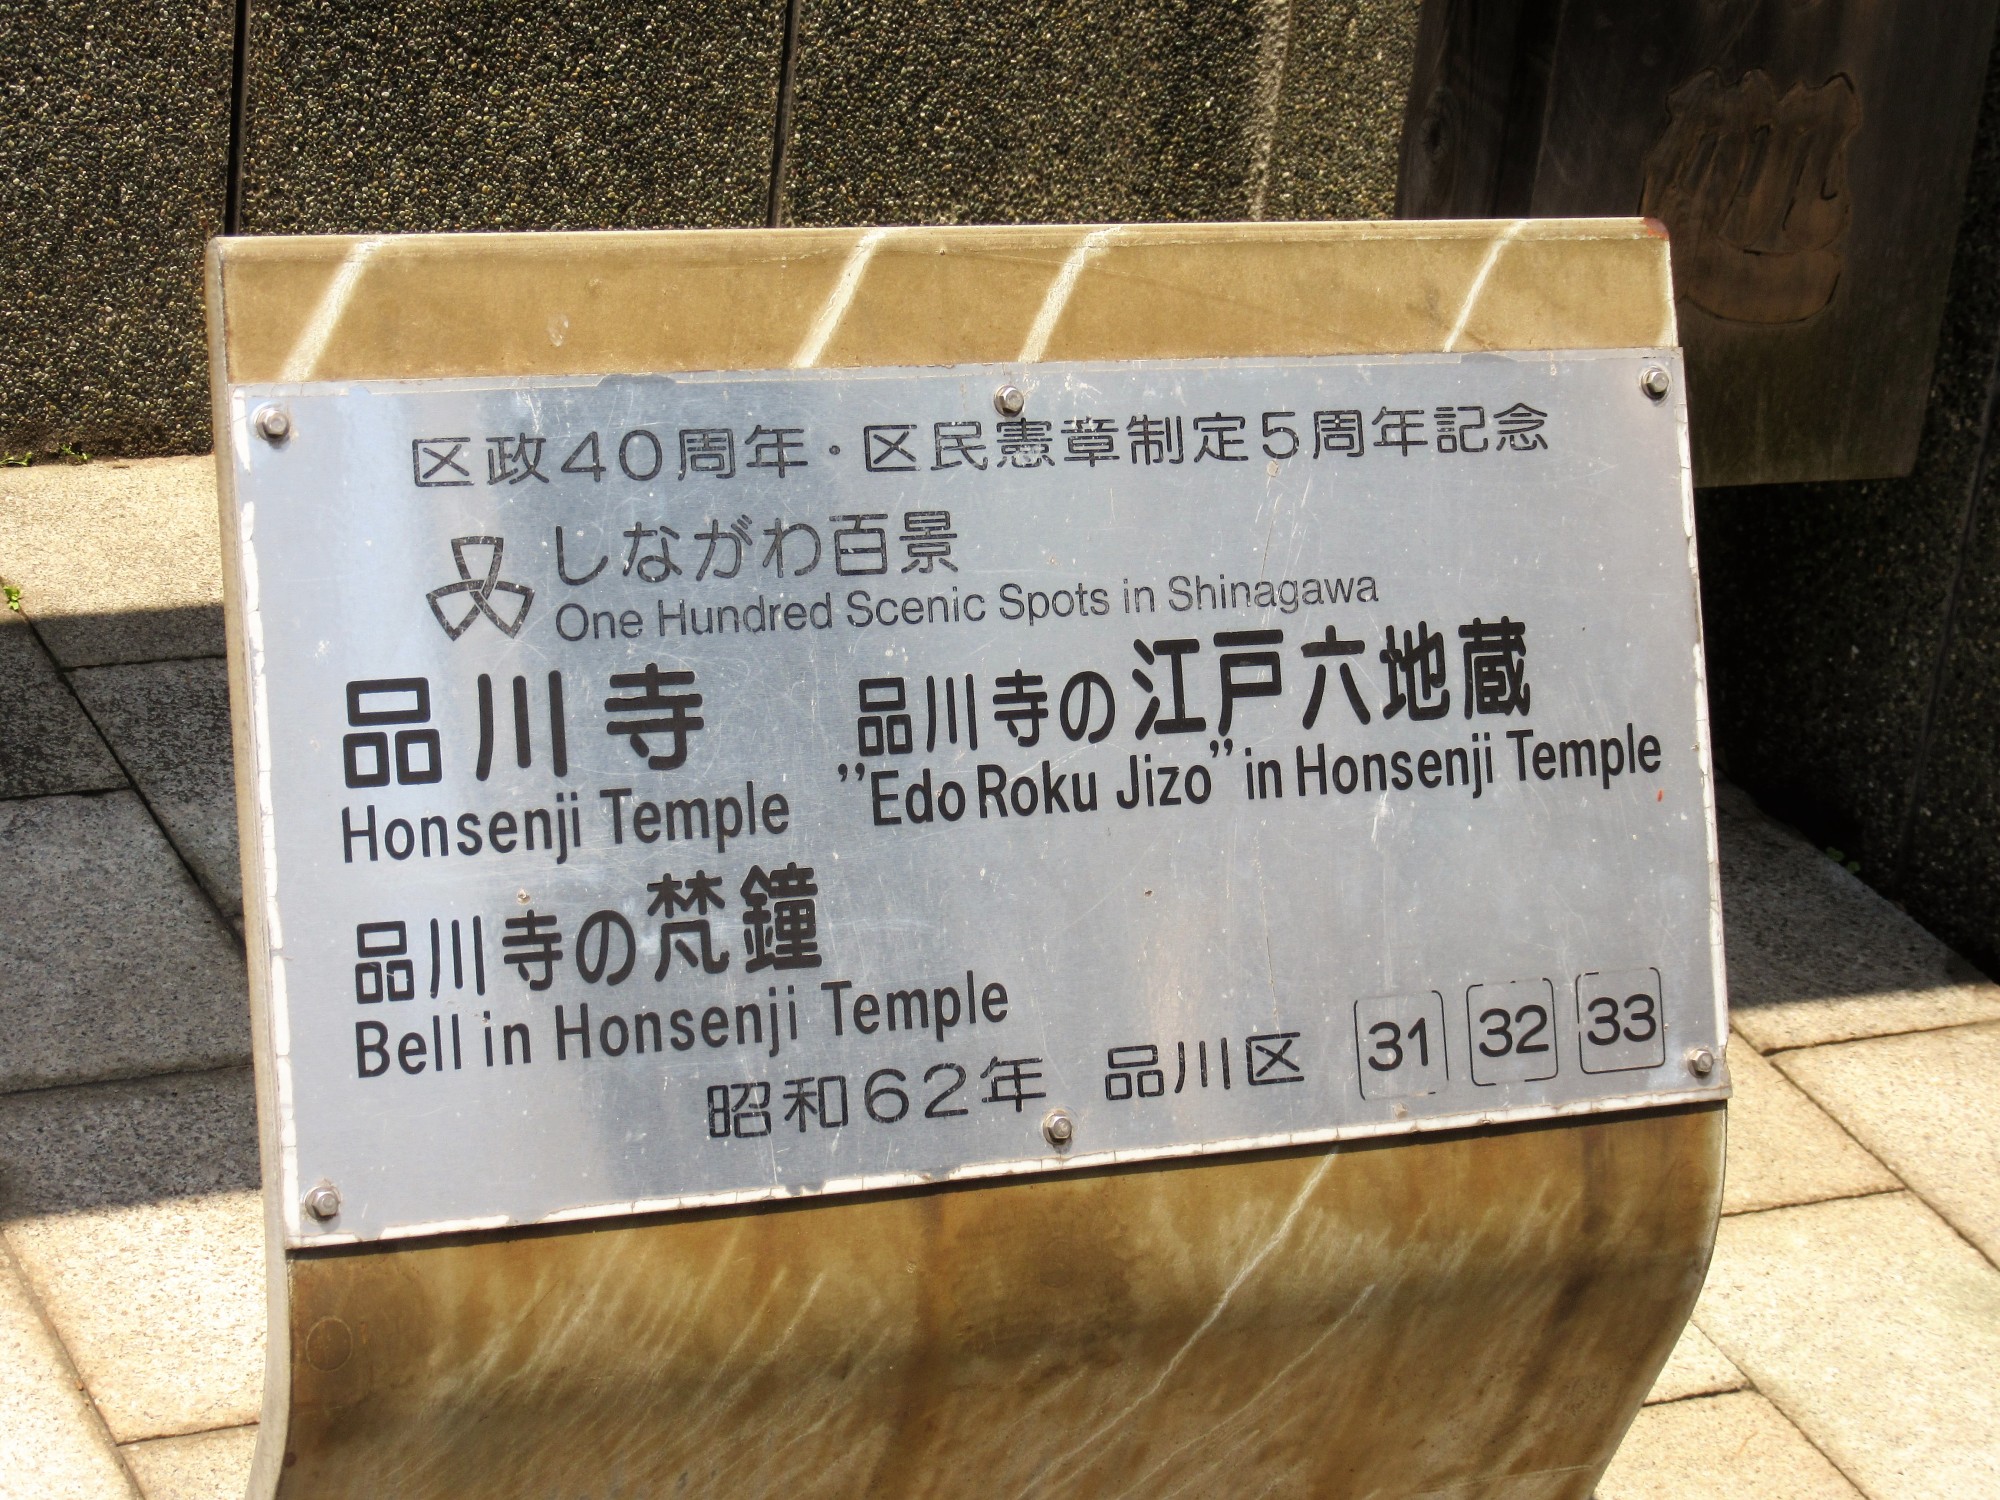 区政40周年・区民憲章制定5周年記念
しながわ百景
One Hundred Scenic Spots in Shinagawa
品川寺
Honsenji Temple
品川寺の江戸六地蔵
”Edo Roku Jizo” in Honsenji Temple
品川寺の梵鐘
Bell in Honsenji Temple
昭和62年 品川区 31 32 33